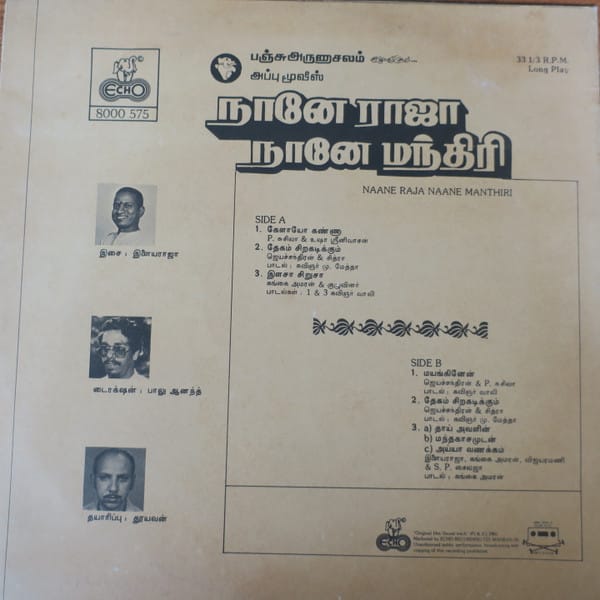 பஞ்சு அருணாசலம்
அப்பு மூவீஸ்
33 1/3 R.P.M.
Long Play
ECHO
8000 575
நானே ராஜா
நானே மந்திரி
NAANE RAJA NAANE MANTHIRI
இசை : இளையராஜா
டைரக்ஷன் : பாலு ஆனந்த்
தயாரிப்பு : தூயவன்
SIDE A
1. கேளாயோ கண்ணா
P. சுசீலா & உஷா ஸ்ரீனிவாசன்
2. தேகம் சிறகடிக்கும்
ஜெயச்சந்திரன் & சித்ரா
பாடல் : கவிஞர் மு. மேத்தா
3. இளசா சிறுசா
கங்கை அமரன் & குழுவினர்
பாடல்கள் : 1 & 3 கவிஞர் வாலி
SIDE B
1. மயங்கினேன்
ஜெயச்சந்திரன் & P. சுசீலா
பாடல் : கவிஞர் வாலி
2. தேகம் சிறகடிக்கும்
ஜெயச்சந்திரன் & சித்ரா
பாடல் : கவிஞர் மு. மேத்தா
3. a) தாய் அவளின்
b) மந்தகாசமுடன்
c) அய்யா வணக்கம்
இளையராஜா, கங்கை அமரன், விஜயரமணி
& S. P. சைலஜா
பாடல் : கங்கை அமரன்
ECHO